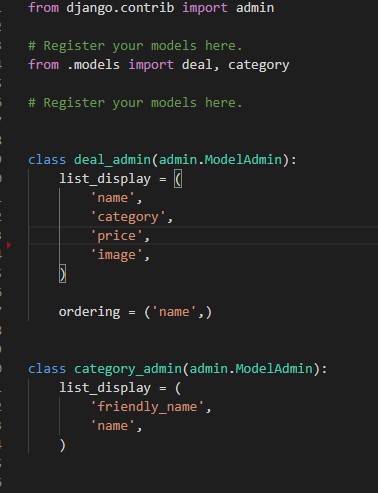 from django.contrib import admin
# Register your models here.
from .models import deal, category
# Register your models here.
class deal_admin(admin.ModelAdmin):
list_display = (
'name',
'category',
'price',
'image',
)
ordering = ('name',)
class category_admin(admin.ModelAdmin):
list_display = (
'friendly_name',
'name',
)